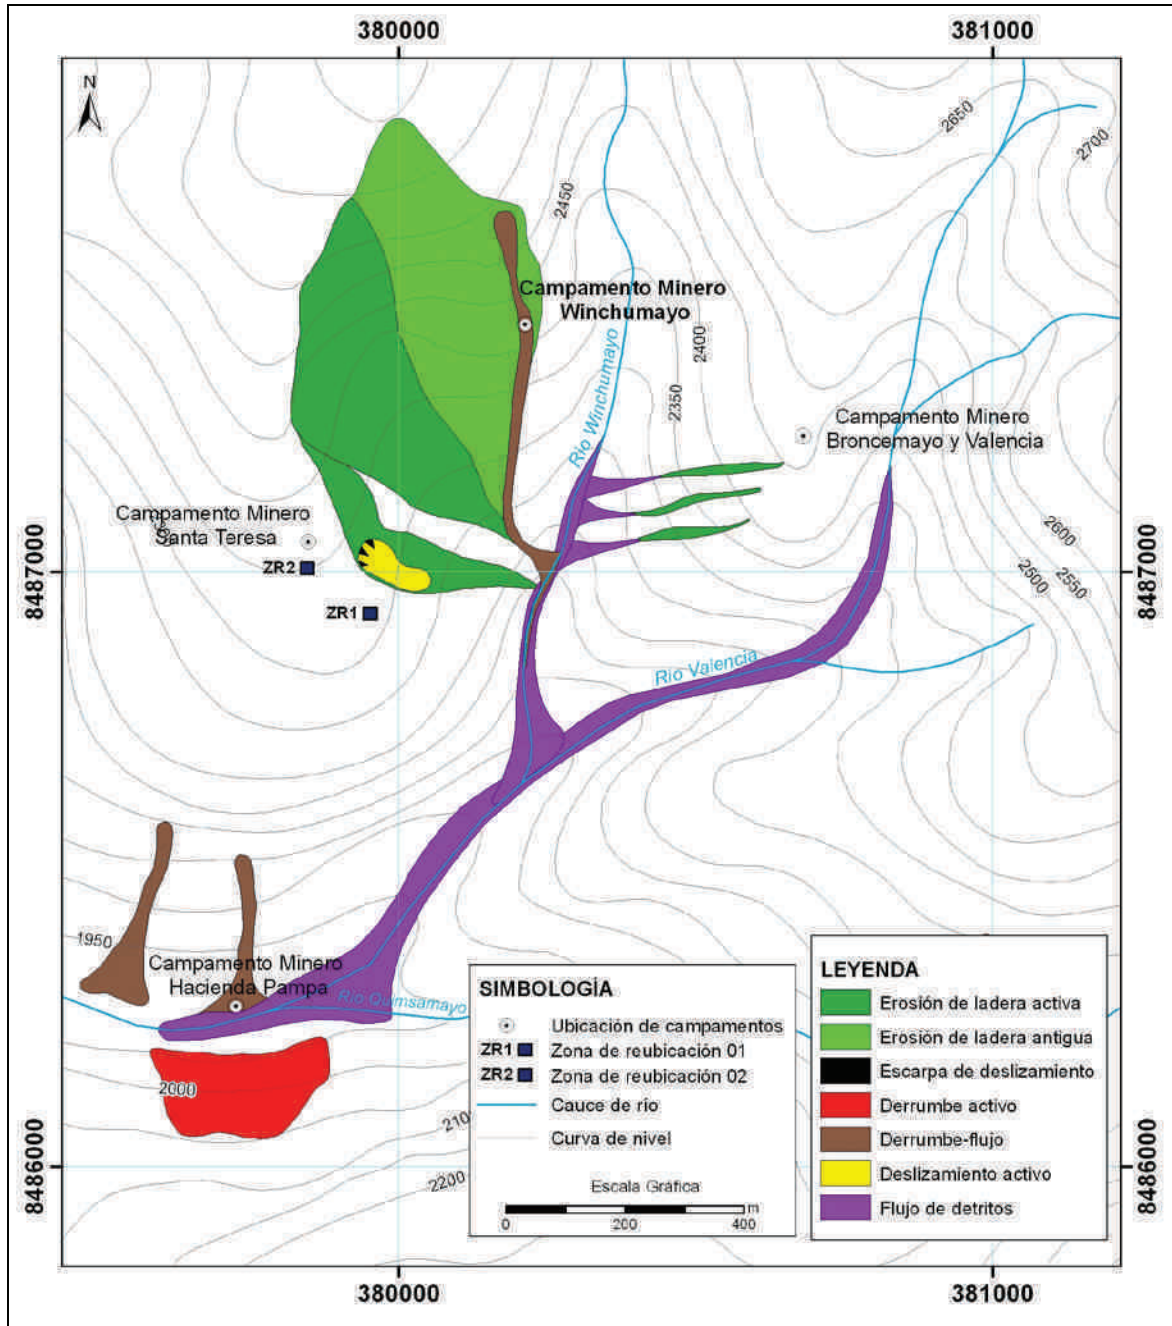 380000
381000
N
2650
2700
2450
Campamento Minero
Winchumayo
Río Winchumayo
2400
2350
Campamento Minero
Broncemayo y Valencia
Campamento Minero
Santa Teresa
ZR2
ZR1
2600
2550
2500
8487000
8487000
Río Valencia
1950
Campamento Minero
Hacienda Pampa
Río Quimsamayo
2000
210
2200
8486000
8486000
SIMBOLOGÍA
Ubicación de campamentos
ZR1 Zona de reubicación 01
ZR2 Zona de reubicación 02
Cauce de río
Curva de nivel
Escala Gráfica
m
0 200 400
LEYENDA
Erosión de ladera activa
Erosión de ladera antigua
Escarpa de deslizamiento
Derrumbe activo
Derrumbe-flujo
Deslizamiento activo
Flujo de detritos
380000
381000